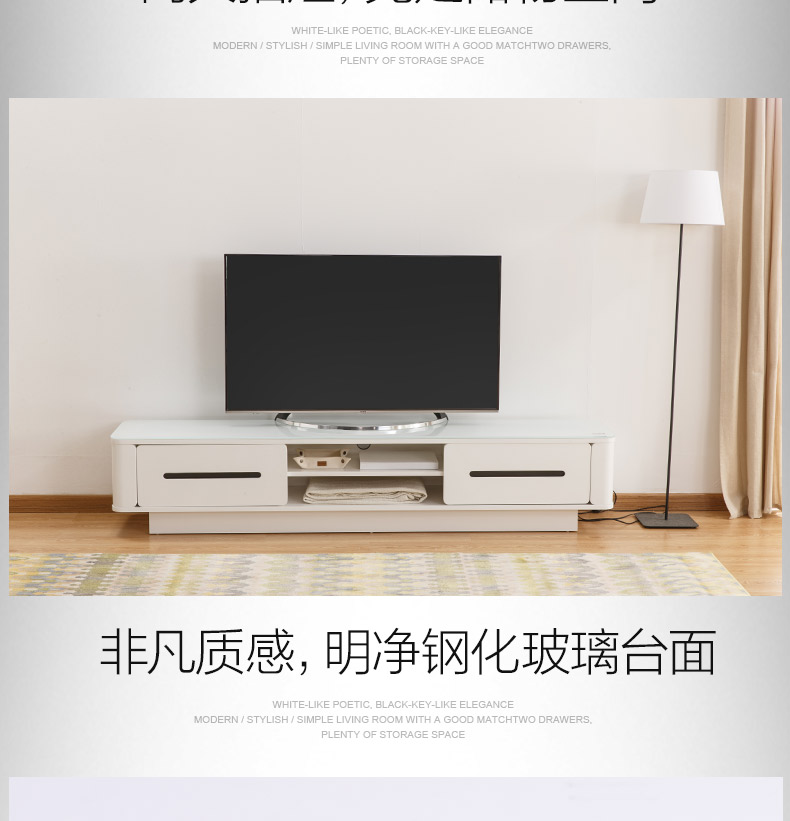 WHITE-LIKE POETIC, BLACK-KEY-LIKE ELEGANCE
MODERN / STYLISH / SIMPLE LIVING ROOM WITH A GOOD MATCHTWO DRAWERS,
PLENTY OF STORAGE SPACE
非凡质感, 明净钢化玻璃台面
WHITE-LIKE POETIC, BLACK-KEY-LIKE ELEGANCE
MODERN / STYLISH / SIMPLE LIVING ROOM WITH A GOOD MATCHTWO DRAWERS,
PLENTY OF STORAGE SPACE